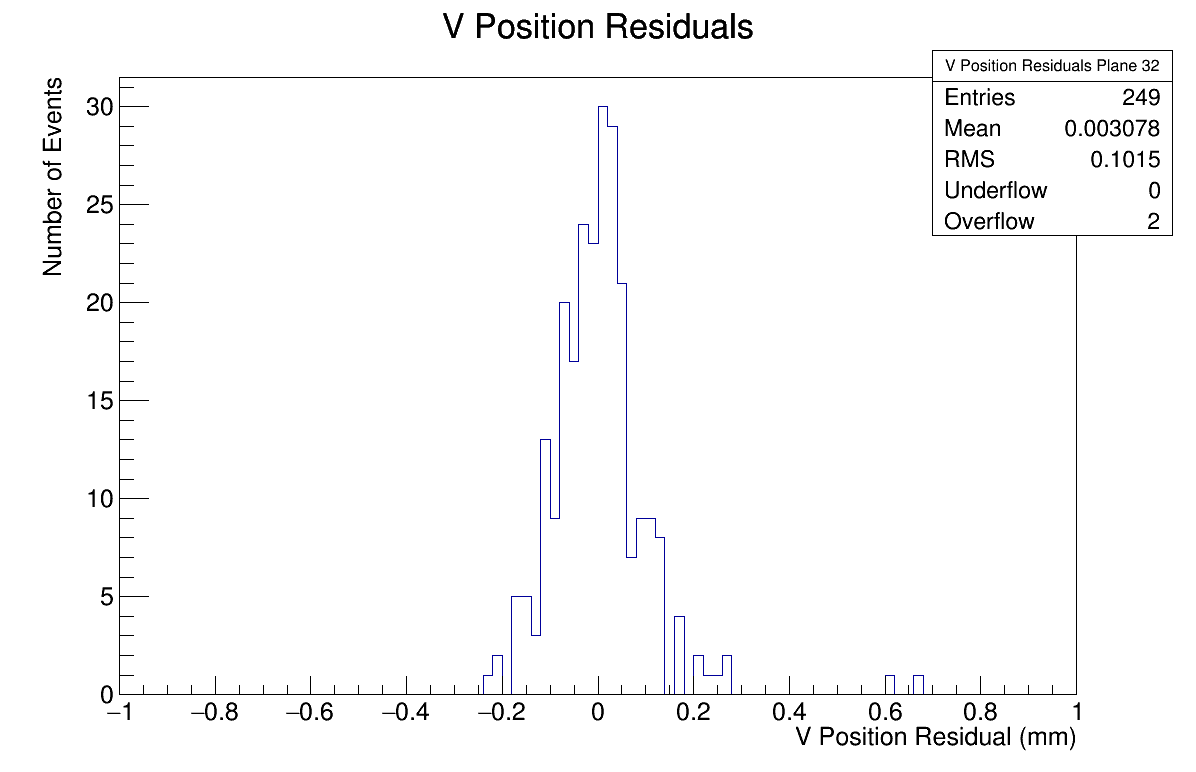 V Position Residuals
V Position Residuals Plane 32
Entries 249
Mean 0.003078
RMS 0.1015
Underflow 0
Overflow 2
Number of Events
30
25
20
15
10
5
0
−1 −0.8 −0.6 −0.4 −0.2 0 0.2 0.4 0.6 0.8 1
V Position Residual (mm)